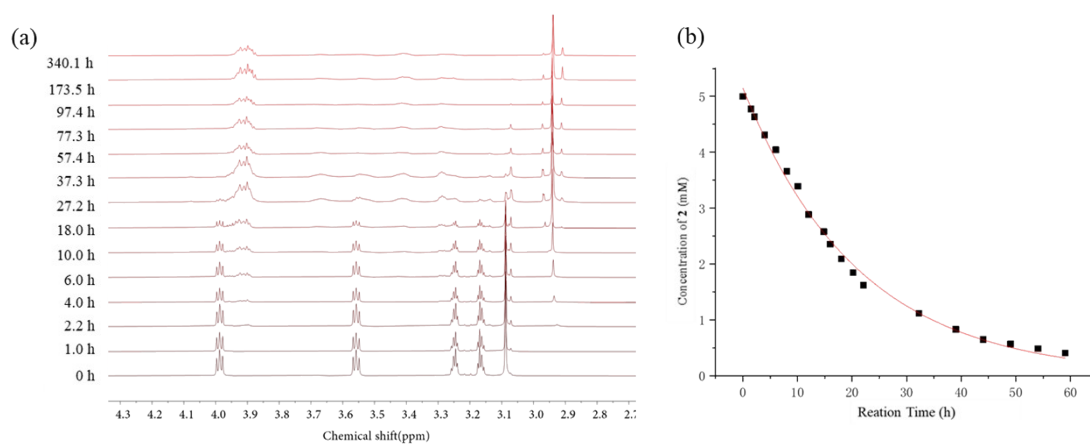 (a)
340.1 h
173.5 h
97.4 h
77.3 h
57.4 h
37.3 h
27.2 h
18.0 h
10.0 h
6.0 h
4.0 h
2.2 h
1.0 h
0 h
4.3 4.2 4.1 4.0 3.9 3.8 3.7 3.6 3.5 3.4 3.3 3.2 3.1 3.0 2.9 2.7
Chemical shift(ppm)
(b)
5
4
3
2
1
0
Concentration of 2 (mM)
0 10 20 30 40 50 60
Reation Time (h)